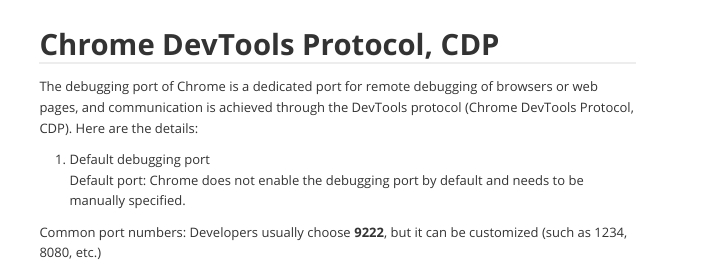 Chrome DevTools Protocol, CDP
The debugging port of Chrome is a dedicated port for remote debugging of browsers or web
pages, and communication is achieved through the DevTools protocol (Chrome DevTools Protocol,
CDP). Here are the details:
1. Default debugging port
Default port: Chrome does not enable the debugging port by default and needs to be
manually specified.
Common port numbers: Developers usually choose 9222, but it can be customized (such as 1234,
8080, etc.)